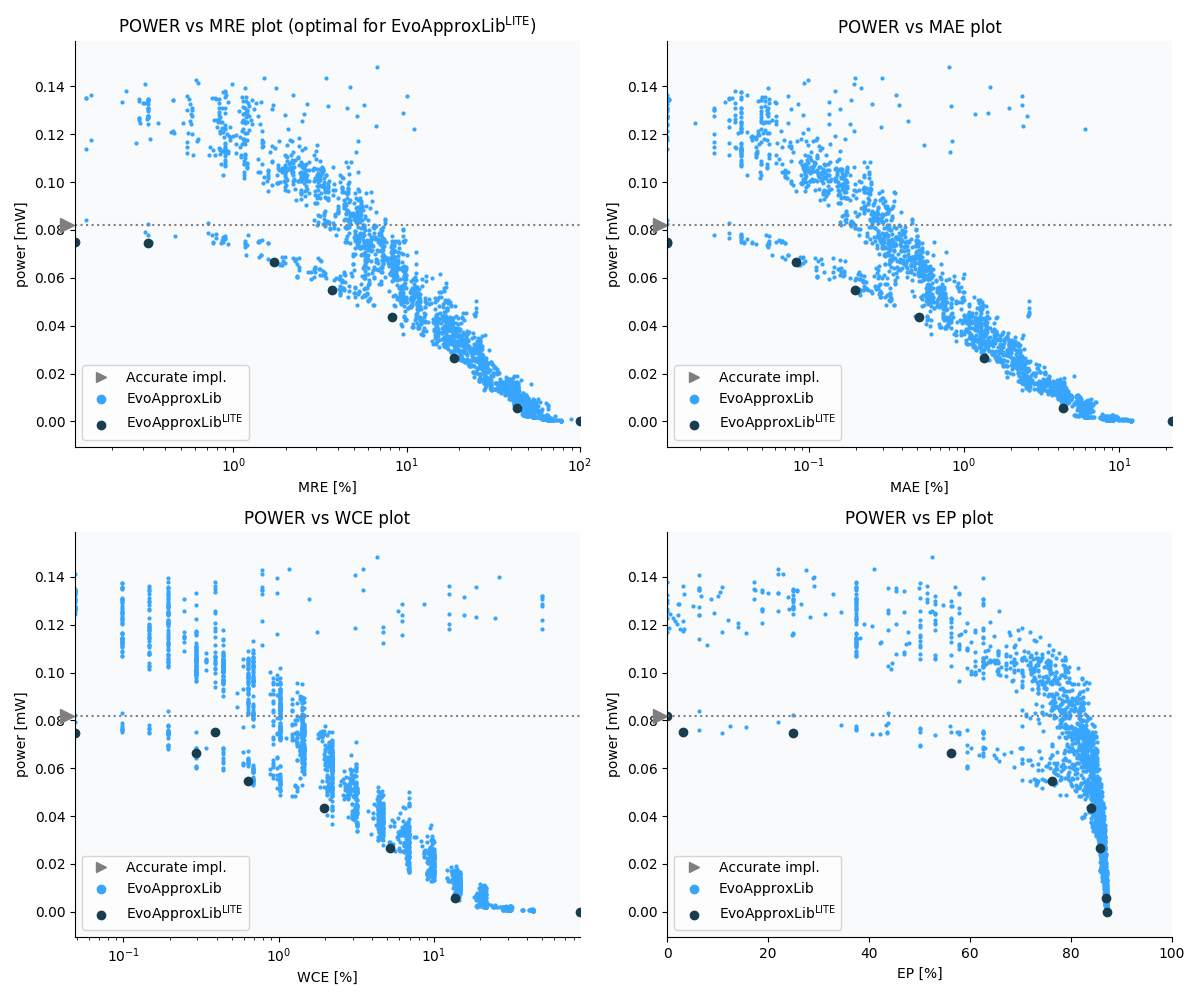 POWER vs MRE plot (optimal for EvoApproxLib^LITE)
0.14
0.12
0.10
0.08
0.06
0.04
0.02
0.00
power [mW]
Accurate impl.
EvoApproxLib
EvoApproxLib^LITE
10^0
10^1
10^2
MRE [%]
POWER vs MAE plot
0.14
0.12
0.10
0.08
0.06
0.04
0.02
0.00
power [mW]
Accurate impl.
EvoApproxLib
EvoApproxLib^LITE
10^−1
10^0
10^1
MAE [%]
POWER vs WCE plot
0.14
0.12
0.10
0.08
0.06
0.04
0.02
0.00
power [mW]
Accurate impl.
EvoApproxLib
EvoApproxLib^LITE
10^−1
10^0
10^1
WCE [%]
POWER vs EP plot
0.14
0.12
0.10
0.08
0.06
0.04
0.02
0.00
power [mW]
Accurate impl.
EvoApproxLib
EvoApproxLib^LITE
0
20
40
60
80
100
EP [%]